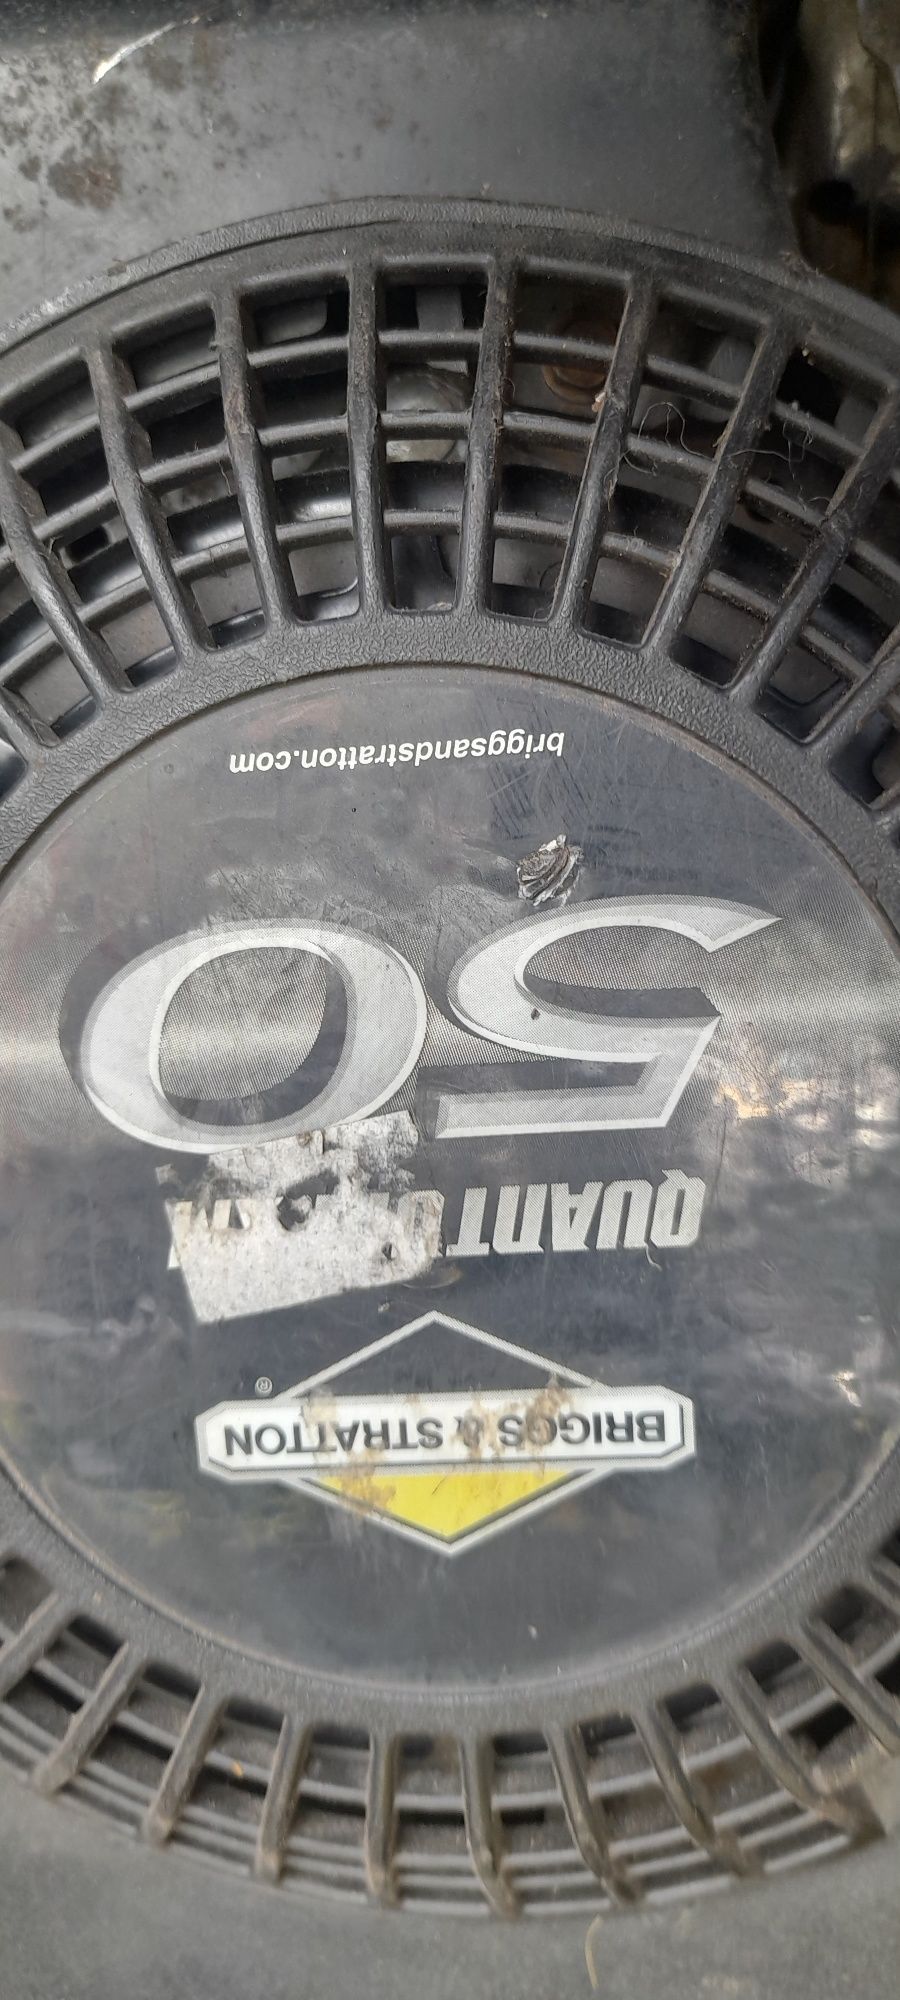 BRIGGS & STRATTON®
50
briggsandstratton.com